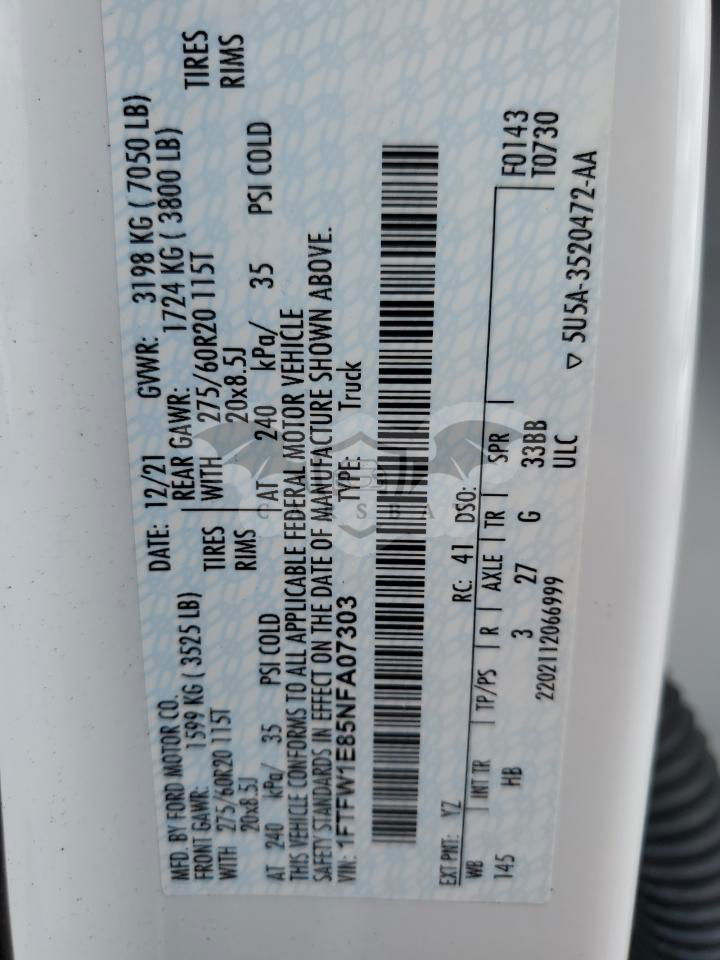 MFD. BY FORD MOTOR CO. DATE: 12/21 GVWR: 3198 KG ( 7050 LB)
FRONT GAWR: 1599 KG ( 3525 LB) REAR GAWR: 1724 KG ( 3800 LB)
WITH 275/60R20 115T TIRES WITH 275/60R20 115T TIRES
20x8.5J RIMS 20x8.5J RIMS
AT 240 kPa/ 35 PSI COLD AT 240 kPa/ 35 PSI COLD
THIS VEHICLE CONFORMS TO ALL APPLICABLE FEDERAL MOTOR VEHICLE
SAFETY STANDARDS IN EFFECT ON THE DATE OF MANUFACTURE SHOWN ABOVE.
VIN: 1FTFW1E85NFA07303 TYPE: Truck
EXT PNT: YZ RC: 41 DSO:
WB INT TR TP/PS R AXLE TR SPR F0143
145 HB 3 27 G 33BB T0730
2202112066999 ULC
▽ 5U5A-3520472-AA